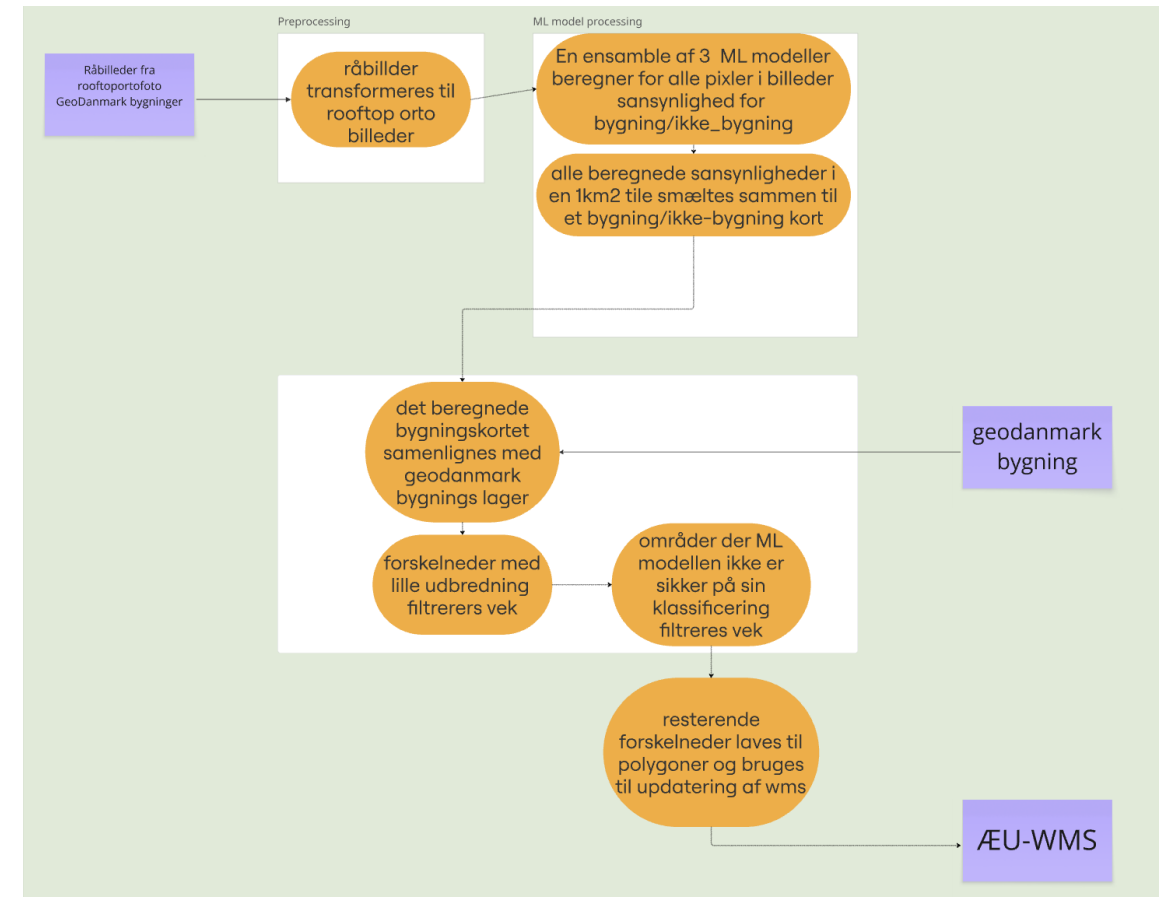 Preprocessing
ML model processing
Råbilleder fra
rooftoportofoto
GeoDanmark bygninger
råbillder
transformeres til
rooftop orto
billeder
En ensamble af 3 ML modeller
beregner for alle pixler i billeder
sansynlighed for
bygning/ikke_bygning
alle beregnede sansynligheder i
en 1km2 tile smæltes sammen til
et bygning/ikke-bygning kort
det beregnede
bygningskortet
samenlignes med
geodanmark
bygnings lager
geodanmark
bygning
forskelneder med
lille udbredning
filtrerers vek
områder der ML
modellen ikke er
sikker på sin
klassificering
filtreres vek
resterende
forskelneder laves til
polygoner og bruges
til updatering af wms
ÆU-WMS